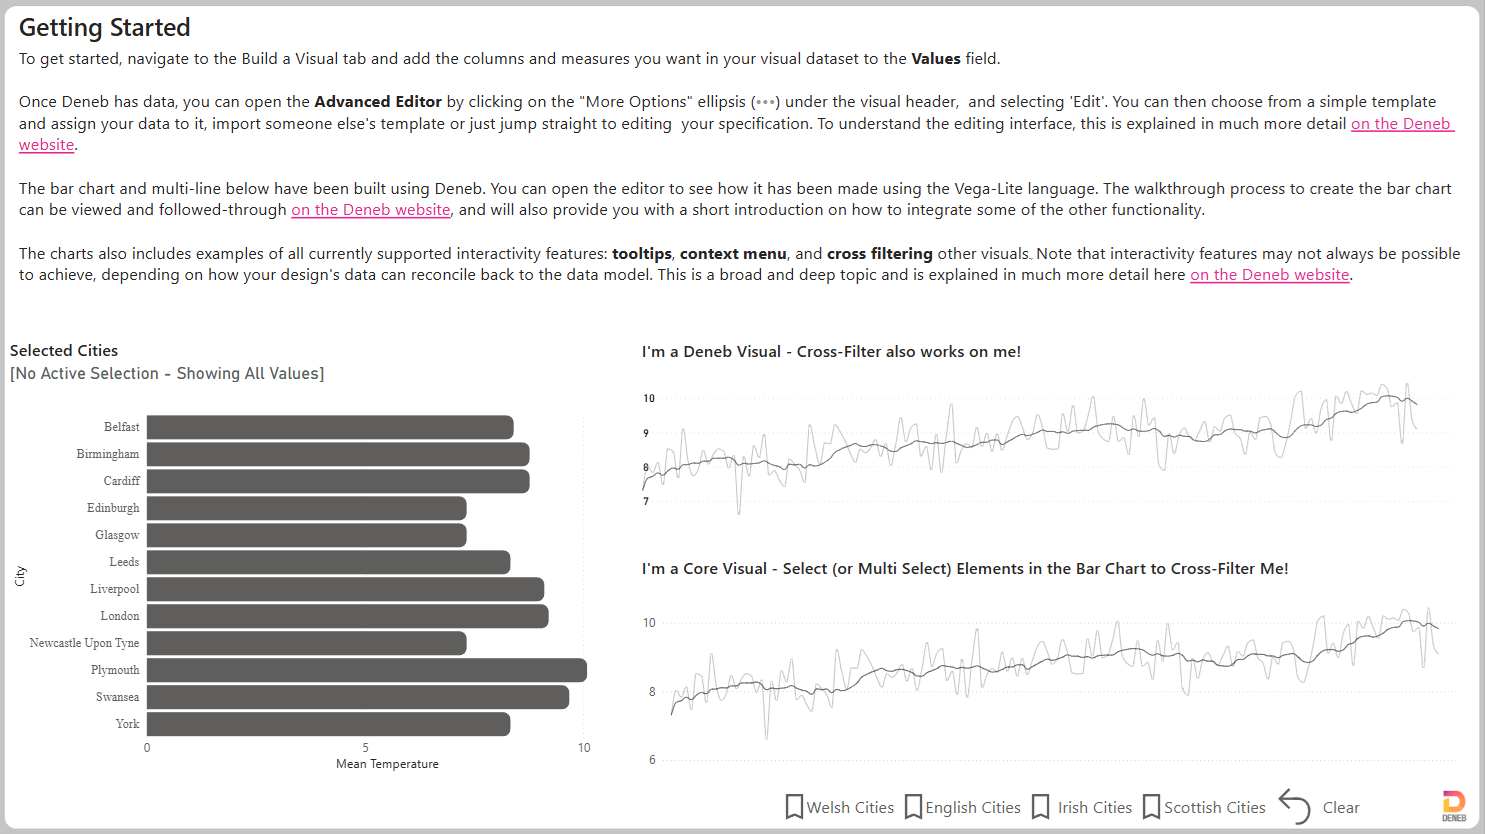 Getting Started
To get started, navigate to the Build a Visual tab and add the columns and measures you want in your visual dataset to the Values field.
Once Deneb has data, you can open the Advanced Editor by clicking on the "More Options" ellipsis (•••) under the visual header,  and selecting 'Edit'. You can then choose from a simple template
and assign your data to it, import someone else's template or just jump straight to editing  your specification. To understand the editing interface, this is explained in much more detail on the Deneb
website.
The bar chart and multi-line below have been built using Deneb. You can open the editor to see how it has been made using the Vega-Lite language. The walkthrough process to create the bar chart
can be viewed and followed-through on the Deneb website, and will also provide you with a short introduction on how to integrate some of the other functionality.
The charts also includes examples of all currently supported interactivity features: tooltips, context menu, and cross filtering other visuals. Note that interactivity features may not always be possible
to achieve, depending on how your design's data can reconcile back to the data model. This is a broad and deep topic and is explained in much more detail here on the Deneb website.
Selected Cities
[No Active Selection - Showing All Values]
City
Belfast
Birmingham
Cardiff
Edinburgh
Glasgow
Leeds
Liverpool
London
Newcastle Upon Tyne
Plymouth
Swansea
York
0 5 10
Mean Temperature
I'm a Deneb Visual - Cross-Filter also works on me!
10
9
8
7
I'm a Core Visual - Select (or Multi Select) Elements in the Bar Chart to Cross-Filter Me!
10
8
6
Welsh Cities English Cities Irish Cities Scottish Cities Clear
DENEB